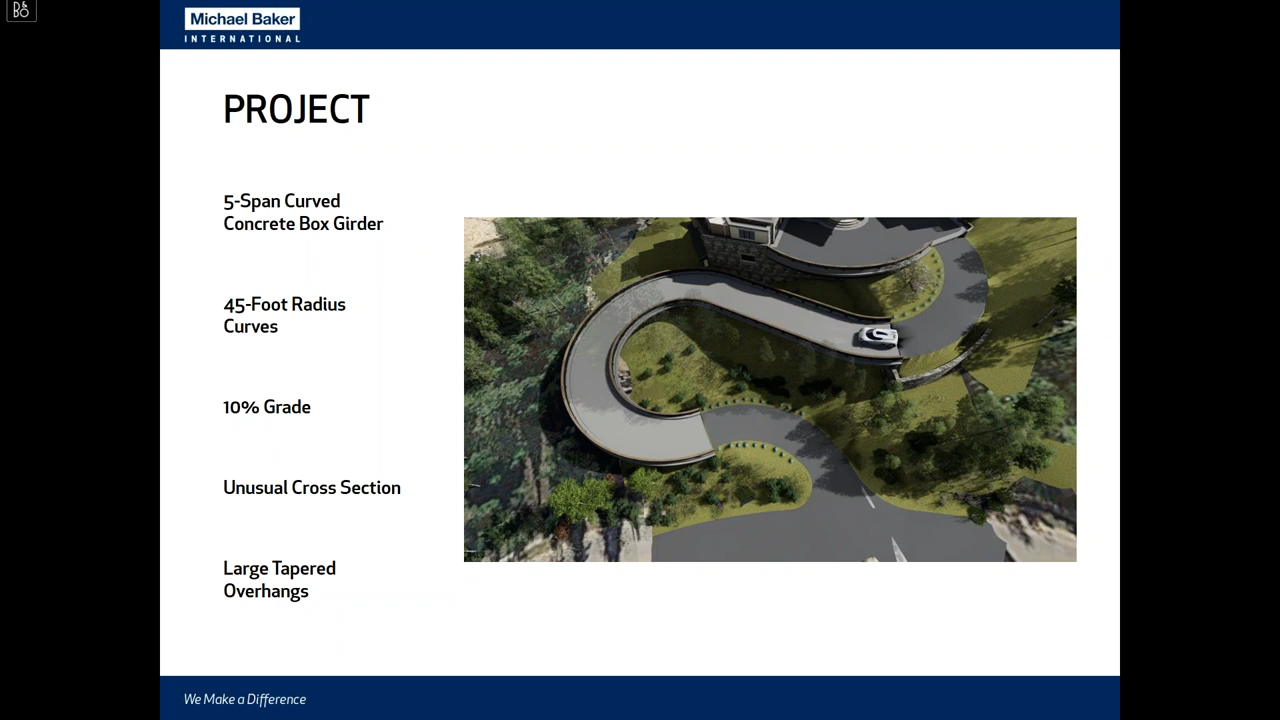 B&
BO
Michael Baker
INTERNATIONAL
PROJECT
5-Span Curved
Concrete Box Girder
45-Foot Radius
Curves
10% Grade
Unusual Cross Section
Large Tapered
Overhangs
We Make a Difference